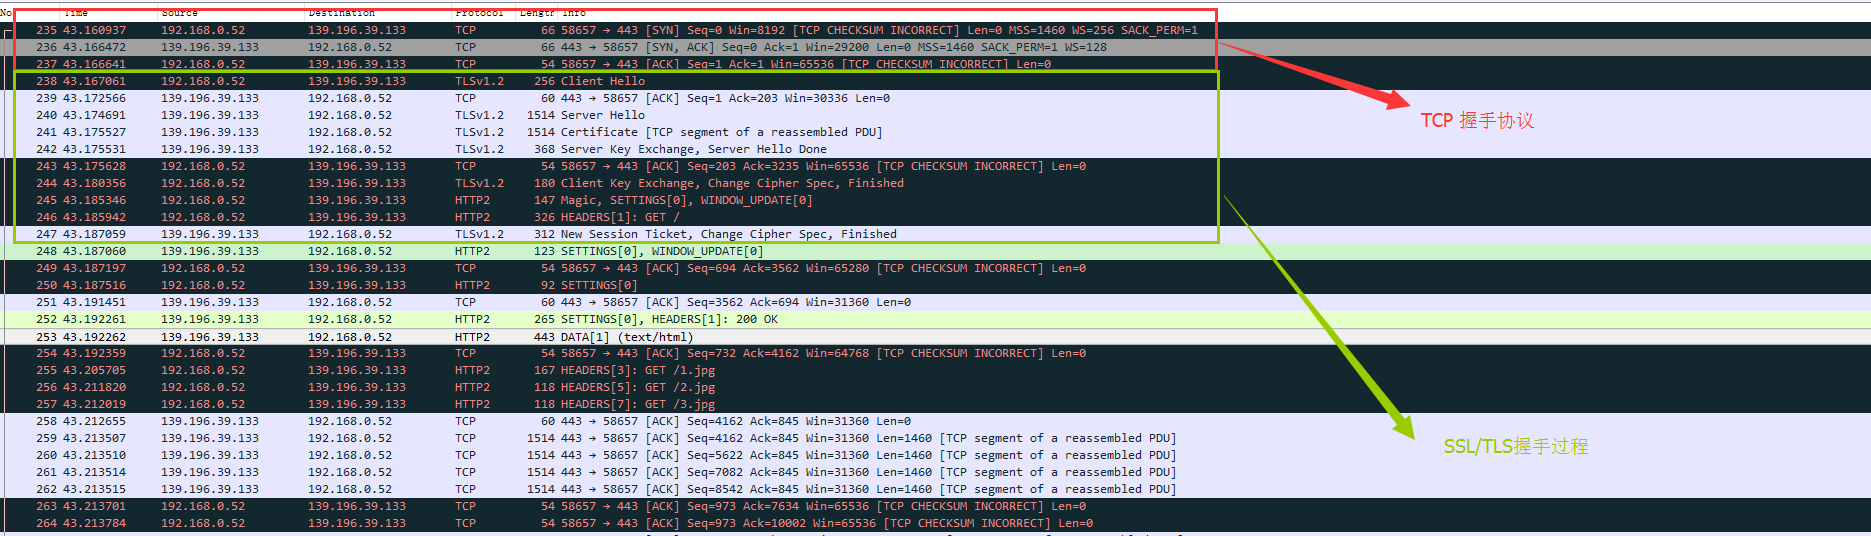 No. Time Source Destination Protocol Length Info
235 43.160937 192.168.0.52 139.196.39.133 TCP 66 58657 → 443 [SYN] Seq=0 Win=8192 [TCP CHECKSUM INCORRECT] Len=0 MSS=1460 WS=256 SACK_PERM=1
236 43.166472 139.196.39.133 192.168.0.52 TCP 66 443 → 58657 [SYN, ACK] Seq=0 Ack=1 Win=29200 Len=0 MSS=1460 SACK_PERM=1 WS=128
237 43.166641 192.168.0.52 139.196.39.133 TCP 54 58657 → 443 [ACK] Seq=1 Ack=1 Win=65536 [TCP CHECKSUM INCORRECT] Len=0
238 43.167061 192.168.0.52 139.196.39.133 TLSv1.2 256 Client Hello
239 43.172566 139.196.39.133 192.168.0.52 TCP 60 443 → 58657 [ACK] Seq=1 Ack=203 Win=30336 Len=0
TCP 握手协议
240 43.174691 139.196.39.133 192.168.0.52 TLSv1.2 1514 Server Hello
241 43.175527 139.196.39.133 192.168.0.52 TLSv1.2 1514 Certificate [TCP segment of a reassembled PDU]
242 43.175531 139.196.39.133 192.168.0.52 TLSv1.2 368 Server Key Exchange, Server Hello Done
243 43.175628 192.168.0.52 139.196.39.133 TCP 54 58657 → 443 [ACK] Seq=203 Ack=3235 Win=65536 [TCP CHECKSUM INCORRECT] Len=0
244 43.180356 192.168.0.52 139.196.39.133 TLSv1.2 180 Client Key Exchange, Change Cipher Spec, Finished
245 43.185346 192.168.0.52 139.196.39.133 HTTP2 147 Magic, SETTINGS[0], WINDOW_UPDATE[0]
246 43.185942 192.168.0.52 139.196.39.133 HTTP2 326 HEADERS[1]: GET /
247 43.187059 139.196.39.133 192.168.0.52 TLSv1.2 312 New Session Ticket, Change Cipher Spec, Finished
248 43.187060 139.196.39.133 192.168.0.52 HTTP2 123 SETTINGS[0], WINDOW_UPDATE[0]
249 43.187197 192.168.0.52 139.196.39.133 TCP 54 58657 → 443 [ACK] Seq=694 Ack=3562 Win=65280 [TCP CHECKSUM INCORRECT] Len=0
250 43.187516 192.168.0.52 139.196.39.133 HTTP2 92 SETTINGS[0]
251 43.191451 139.196.39.133 192.168.0.52 TCP 60 443 → 58657 [ACK] Seq=3562 Ack=694 Win=31360 Len=0
252 43.192261 139.196.39.133 192.168.0.52 HTTP2 265 SETTINGS[0], HEADERS[1]: 200 OK
253 43.192262 139.196.39.133 192.168.0.52 HTTP2 443 DATA[1] (text/html)
254 43.192359 192.168.0.52 139.196.39.133 TCP 54 58657 → 443 [ACK] Seq=732 Ack=4162 Win=64768 [TCP CHECKSUM INCORRECT] Len=0
255 43.205705 192.168.0.52 139.196.39.133 HTTP2 167 HEADERS[3]: GET /1.jpg
256 43.211820 192.168.0.52 139.196.39.133 HTTP2 118 HEADERS[5]: GET /2.jpg
257 43.212019 192.168.0.52 139.196.39.133 HTTP2 118 HEADERS[7]: GET /3.jpg
258 43.212655 139.196.39.133 192.168.0.52 TCP 60 443 → 58657 [ACK] Seq=4162 Ack=845 Win=31360 Len=0
259 43.213507 139.196.39.133 192.168.0.52 TCP 1514 443 → 58657 [ACK] Seq=4162 Ack=845 Win=31360 Len=1460 [TCP segment of a reassembled PDU]
SSL/TLS握手过程
260 43.213510 139.196.39.133 192.168.0.52 TCP 1514 443 → 58657 [ACK] Seq=5622 Ack=845 Win=31360 Len=1460 [TCP segment of a reassembled PDU]
261 43.213514 139.196.39.133 192.168.0.52 TCP 1514 443 → 58657 [ACK] Seq=7082 Ack=845 Win=31360 Len=1460 [TCP segment of a reassembled PDU]
262 43.213515 139.196.39.133 192.168.0.52 TCP 1514 443 → 58657 [ACK] Seq=8542 Ack=845 Win=31360 Len=1460 [TCP segment of a reassembled PDU]
263 43.213701 192.168.0.52 139.196.39.133 TCP 54 58657 → 443 [ACK] Seq=973 Ack=7634 Win=65536 [TCP CHECKSUM INCORRECT] Len=0
264 43.213784 192.168.0.52 139.196.39.133 TCP 54 58657 → 443 [ACK] Seq=973 Ack=10002 Win=65536 [TCP CHECKSUM INCORRECT] Len=0